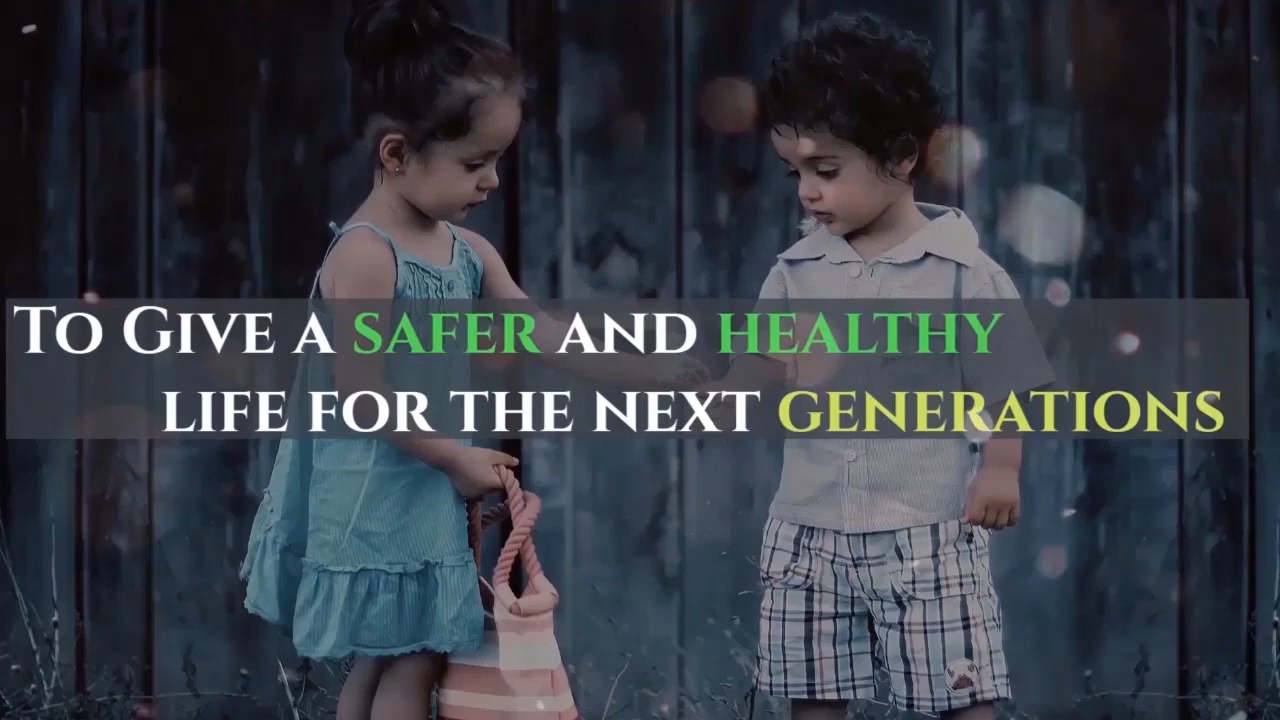 To Give a safer and healthy
life for the next generations